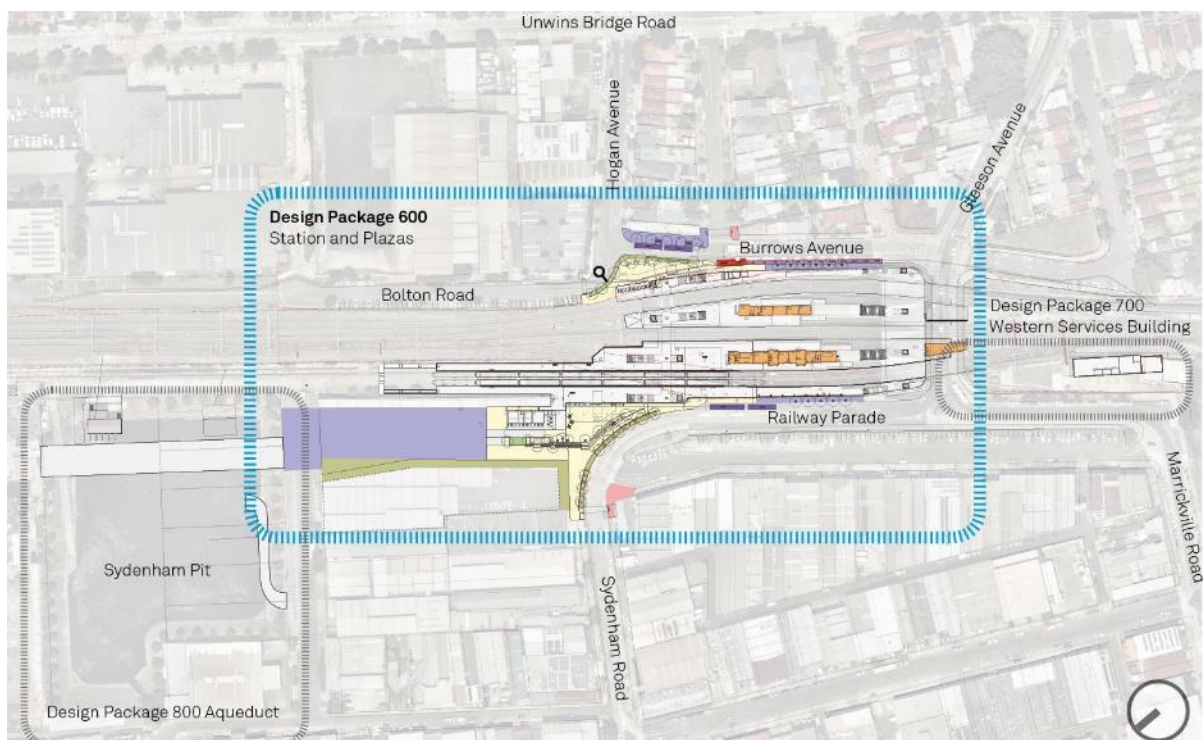 Unwins Bridge Road
Hogan Avenue
Gleeson Avenue
Design Package 600
Station and Plazas
Burrows Avenue
Bolton Road
Design Package 700
Western Services Building
Railway Parade
Marrickville Road
Sydenham Pit
Sydenham Road
Design Package 800 Aqueduct